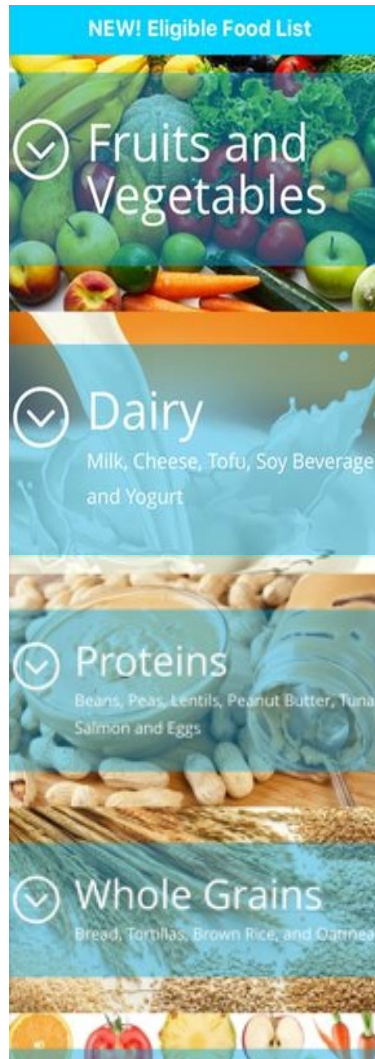 NEW! Eligible Food List
Fruits and
Vegetables
Dairy
Milk, Cheese, Tofu, Soy Beverage
and Yogurt
Proteins
Beans, Peas, Lentils, Peanut Butter, Tuna
Salmon and Eggs
Whole Grains
Bread, Tortillas, Brown Rice, and Oatmea